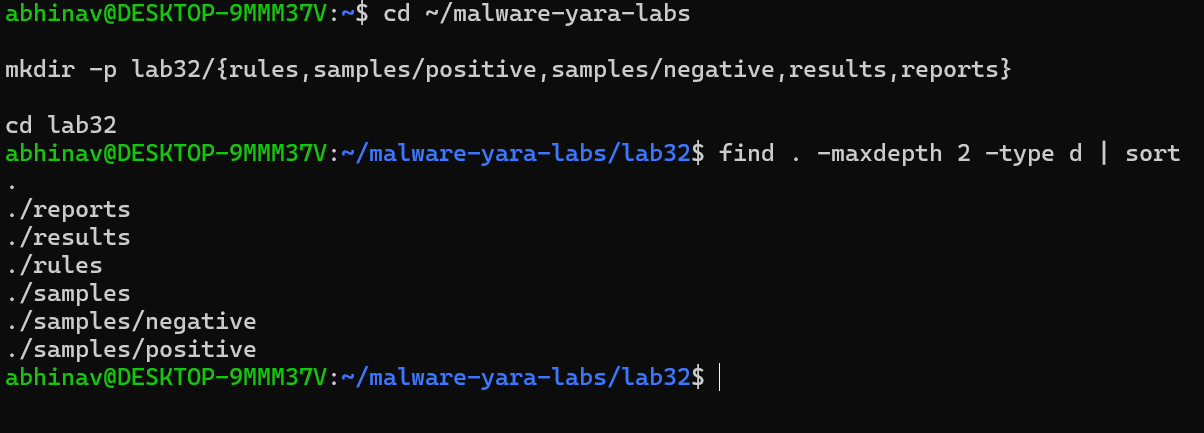 abhinav@DESKTOP-9MMM37V:~$ cd ~/malware-yara-labs
mkdir -p lab32/{rules,samples/positive,samples/negative,results,reports}
cd lab32
abhinav@DESKTOP-9MMM37V:~/malware-yara-labs/lab32$ find . -maxdepth 2 -type d | sort
.
./reports
./results
./rules
./samples
./samples/negative
./samples/positive
abhinav@DESKTOP-9MMM37V:~/malware-yara-labs/lab32$